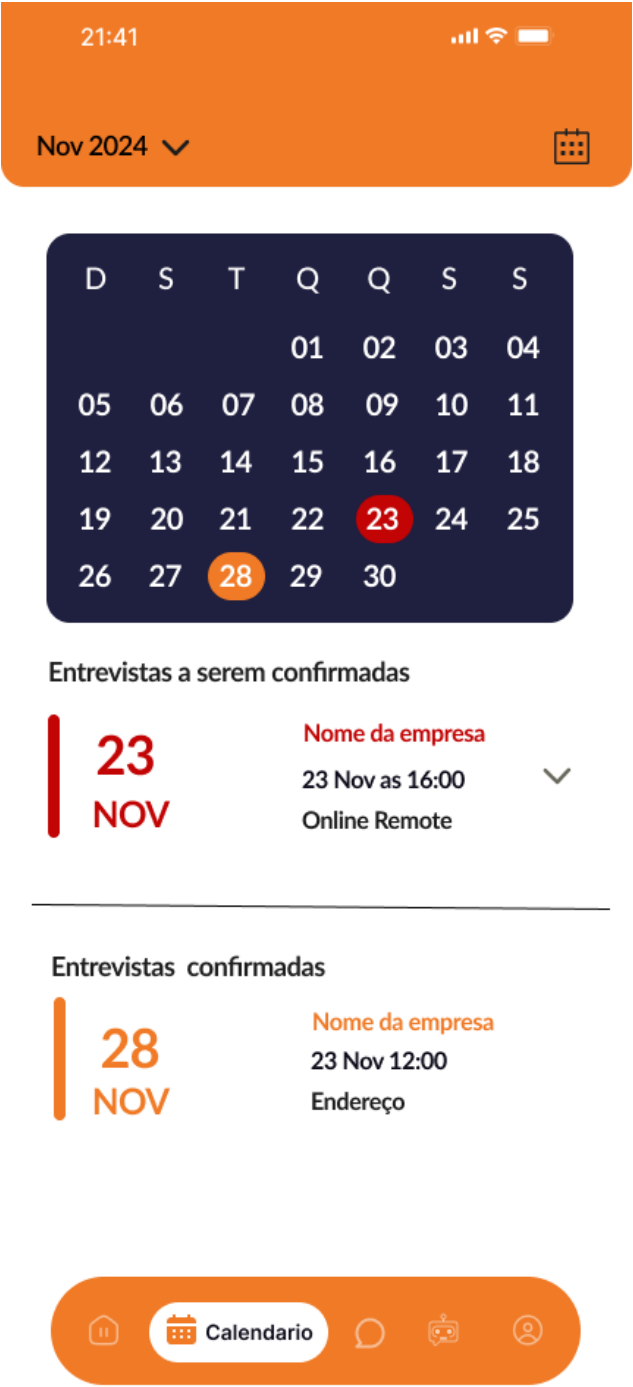 21:41
Nov 2024
D S T Q Q S S
01 02 03 04
05 06 07 08 09 10 11
12 13 14 15 16 17 18
19 20 21 22 23 24 25
26 27 28 29 30
Entrevistas a serem confirmadas
23
NOV
Nome da empresa
23 Nov as 16:00
Online Remote
Entrevistas confirmadas
28
NOV
Nome da empresa
23 Nov 12:00
Endereço
Calendario